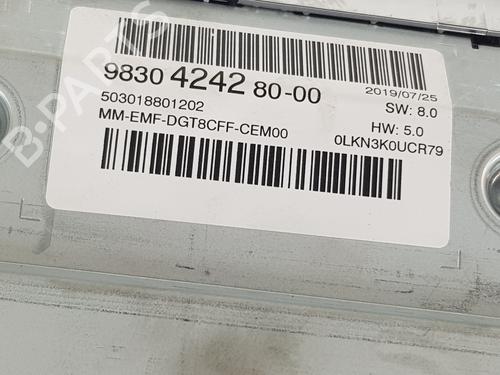 B-PARTS
9830 4242 80-00
2019/07/25
503018801202
SW: 8.0
MM-EMF-DGT8CFF-CEM00
HW: 5.0
0LKN3K0UCR79